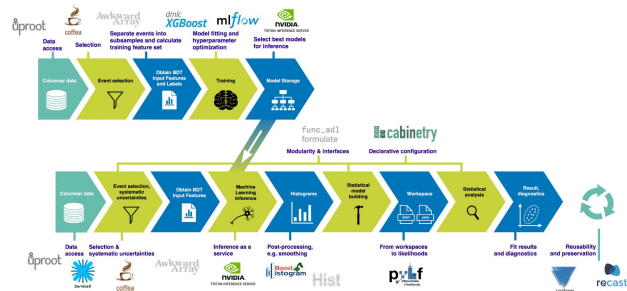 uproot
coffea
Awkward
Array
dmlc
XGBoost
mlflow
NVIDIA
TRITON INFERENCE SERVER
Data
access
Selection
Separate events into
subsamples and calculate
training feature set
Model fitting and
hyperparameter
optimization
Select best models
for inference
Columnar data
Event selection
Obtain BDT
Input Features
and Labels
Training
Model Storage
func_adl
formulate
cabinetry
Modularity & interfaces
Declarative configuration
Columnar data
Event selection,
systematic
uncertainties
Obtain BDT
Input Features
Machine
Learning
Inference
Histograms
Statistical
model
building
Workspace
Statistical
analysis
Result,
diagnostics
Data
access
Selection &
systematic uncertainties
Inference as a
service
Post-processing,
e.g. smoothing
From workspaces
to likelihoods
Fit results
and diagnostics
Reusability
and preservation
uproot
ServiceX
coffea
Awkward
Array
NVIDIA
TRITON INFERENCE SERVER
Boost
Histogram
Hist
recast